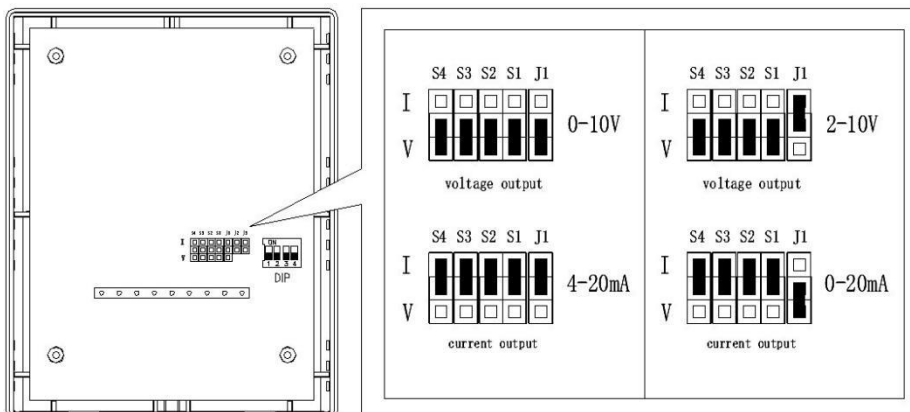 S4 S3 S2 S1 J1
I
0-10V
V
voltage output
S4 S3 S2 S1 J1
I
2-10V
V
voltage output
S4 S3 S2 S1 J1
I
4-20mA
V
current output
S4 S3 S2 S1 J1
I
0-20mA
V
current output
I
V
ON
1 2 3 4
DIP